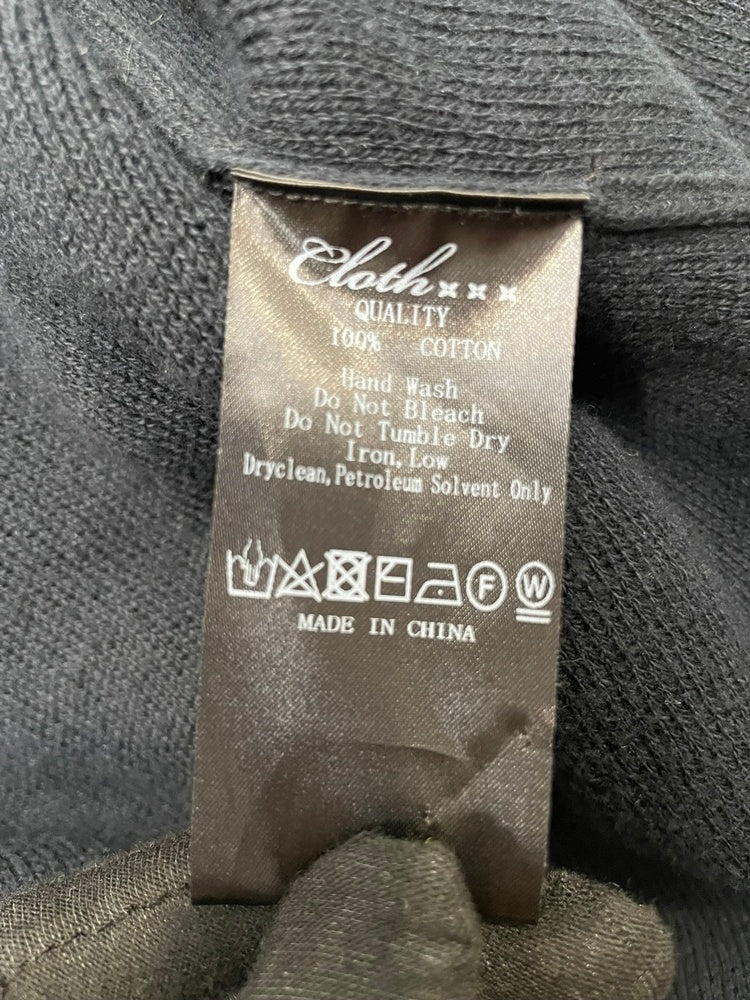 Cloth×××
QUALITY
100% COTTON
Hand Wash
Do Not Bleach
Do Not Tumble Dry
Iron, Low
Dryclean, Petroleum Solvent Only
F W
MADE IN CHINA